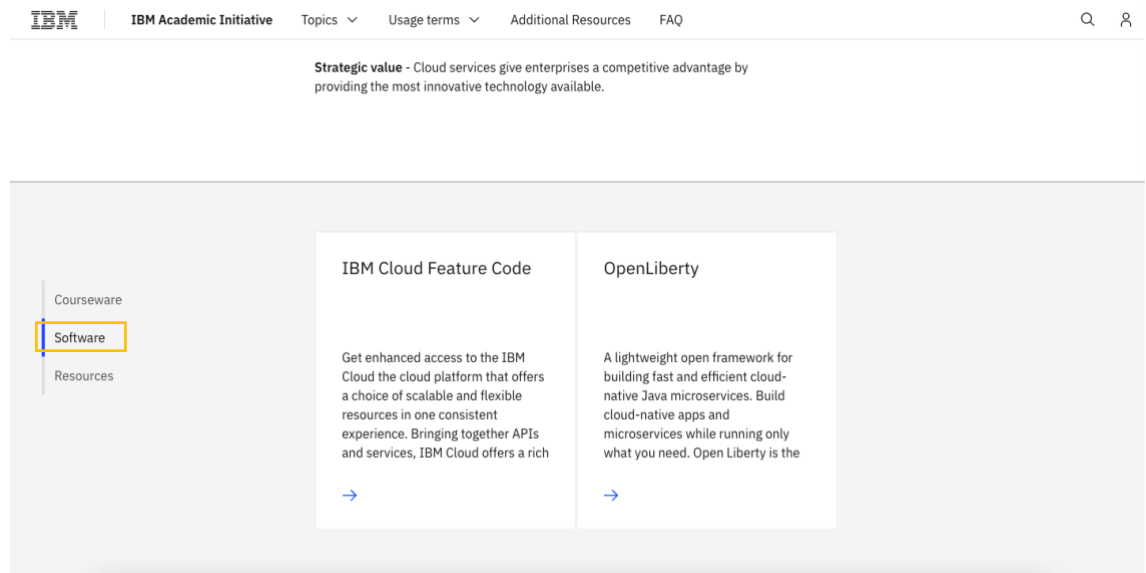 IBM
IBM Academic Initiative
Topics
Usage terms
Additional Resources
FAQ
Strategic value - Cloud services give enterprises a competitive advantage by
providing the most innovative technology available.
Courseware
Software
Resources
IBM Cloud Feature Code
Get enhanced access to the IBM
Cloud the cloud platform that offers
a choice of scalable and flexible
resources in one consistent
experience. Bringing together APIs
and services, IBM Cloud offers a rich
OpenLiberty
A lightweight open framework for
building fast and efficient cloud-
native Java microservices. Build
cloud-native apps and
microservices while running only
what you need. Open Liberty is the